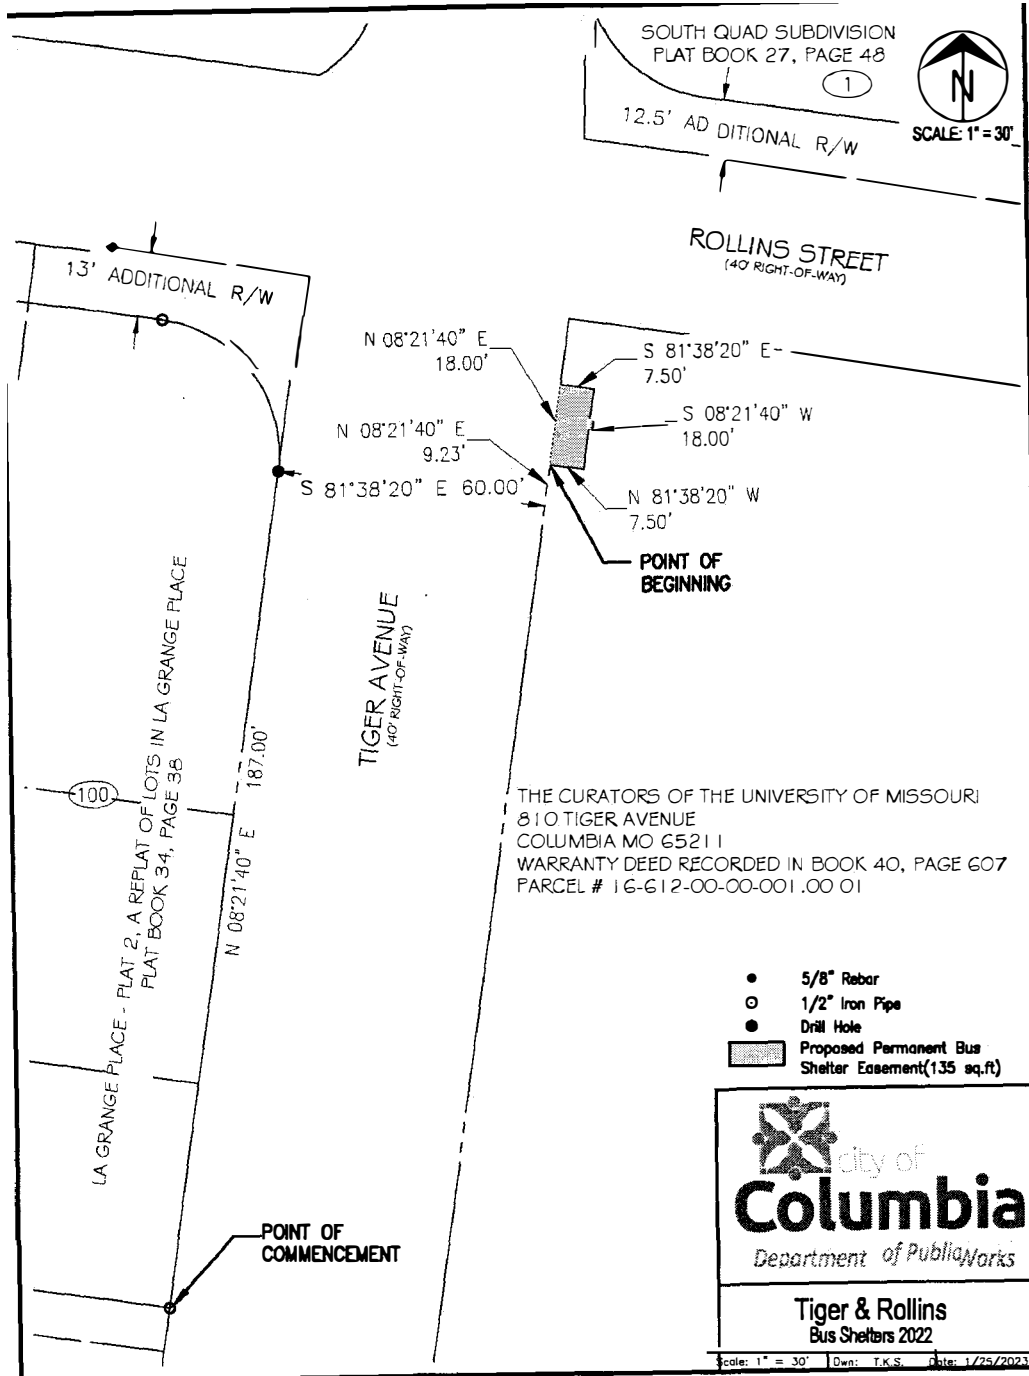 SOUTH QUAD SUBDIVISION
PLAT BOOK 27, PAGE 48
1
N
SCALE: 1" = 30'
12.5' AD DITIONAL R/W
ROLLINS STREET
(40' RIGHT-OF-WAY)
13' ADDITIONAL R/W
N 08°21'40" E
18.00'
S 81°38'20" E
7.50'
S 08°21'40" W
18.00'
N 08°21'40" E
9.23'
S 81°38'20" E 60.00'
N 81°38'20" W
7.50'
POINT OF
BEGINNING
TIGER AVENUE
(40' RIGHT-OF-WAY)
LA GRANGE PLACE - PLAT 2, A REPLAT OF LOTS IN LA GRANGE PLACE
PLAT BOOK 34, PAGE 38
100
N 08°21'40" E 187.00'
THE CURATORS OF THE UNIVERSITY OF MISSOURI
810 TIGER AVENUE
COLUMBIA MO 65211
WARRANTY DEED RECORDED IN BOOK 40, PAGE 607
PARCEL # 16-612-00-00-001.00 01
5/8" Rebar
1/2" Iron Pipe
Drill Hole
Proposed Permanent Bus
Shelter Easement(135 sq.ft)
POINT OF
COMMENCEMENT
city of
Columbia
Department of Public Works
Tiger & Rollins
Bus Shelters 2022
Scale: 1" = 30' Dwn: T.K.S. Date: 1/25/2023